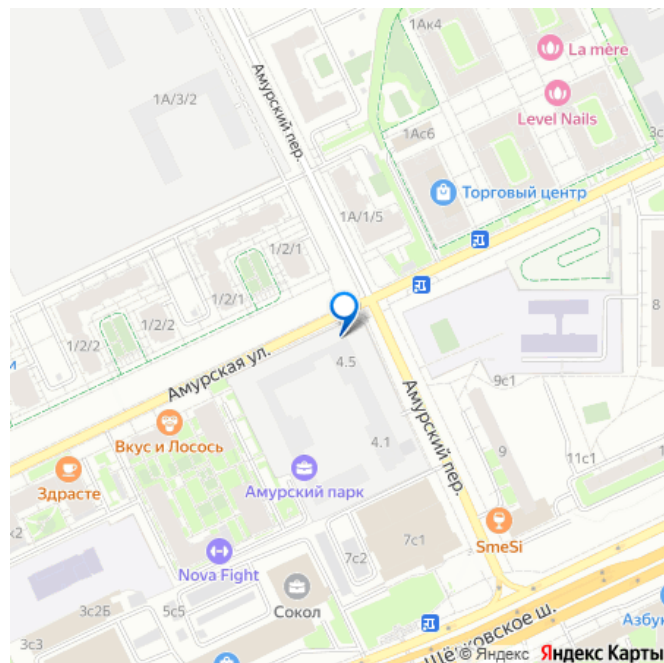 1Ак4
La mère
Level Nails
3с
Амурский пер.
1А/3/2
1Ас6
Торговый центр
1А/1/5
1/2/1
1/2/1
1/2/2
1/2/2
и
8
4.5
Амурская ул.
9с1
Амурский пер.
Вкус и Лосось
4.1
9
11с1
1
Здрасте
Амурский парк
к2
SmeSi
7с1
7с2
Nova Fight
Сокол
3с2Б
5с5
3с3
Азбук
Щёлковское ш.
© Яндекс Яндекс Карты